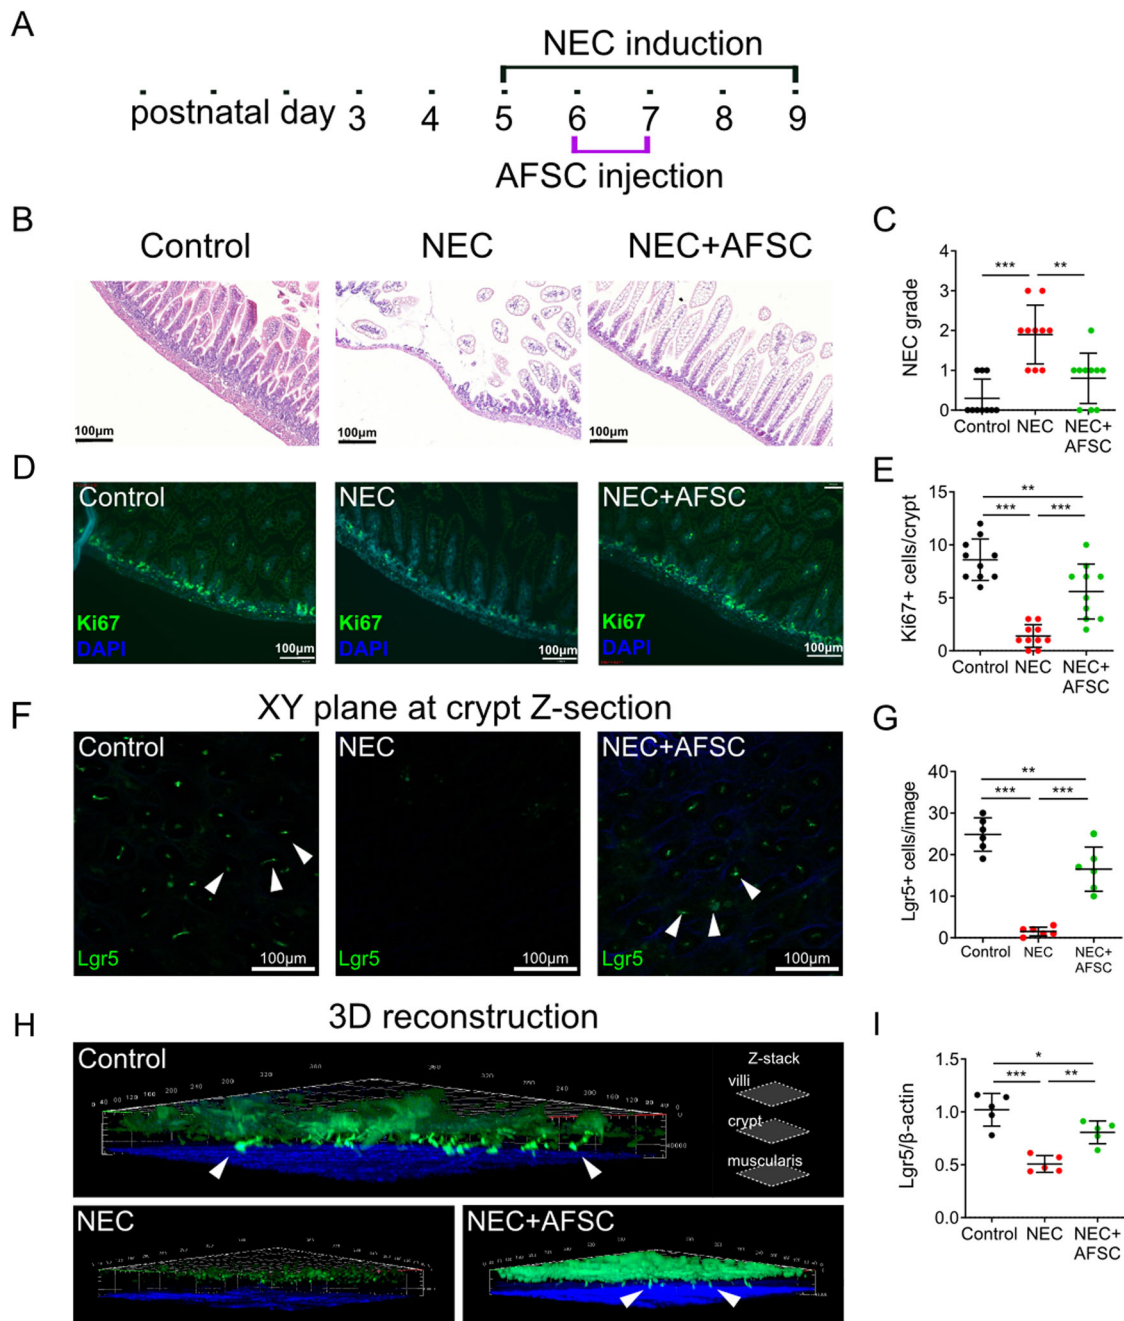 A
NEC induction
postnatal day 3 4 5 6 7 8 9
AFSC injection
B
Control NEC NEC+AFSC
100µm 100µm 100µm
C
NEC grade
4
3
2
1
0
*** **
Control NEC NEC+
AFSC
D
Control NEC NEC+AFSC
Ki67 Ki67 Ki67
DAPI DAPI DAPI
100µm 100µm 100µm
E
Ki67+ cells/crypt
15
10
5
0
**
*** ***
Control NEC NEC+
AFSC
F
XY plane at crypt Z-section
Control NEC NEC+AFSC
Lgr5 Lgr5 Lgr5
100µm 100µm 100µm
G
Lgr5+ cells/image
40
30
20
10
0
**
*** ***
Control NEC NEC+
AFSC
H
3D reconstruction
Control
Z-stack
villi
crypt
muscularis
NEC NEC+AFSC
I
Lgr5/β-actin
1.5
1.0
0.5
0.0
*
*** **
Control NEC NEC+
AFSC